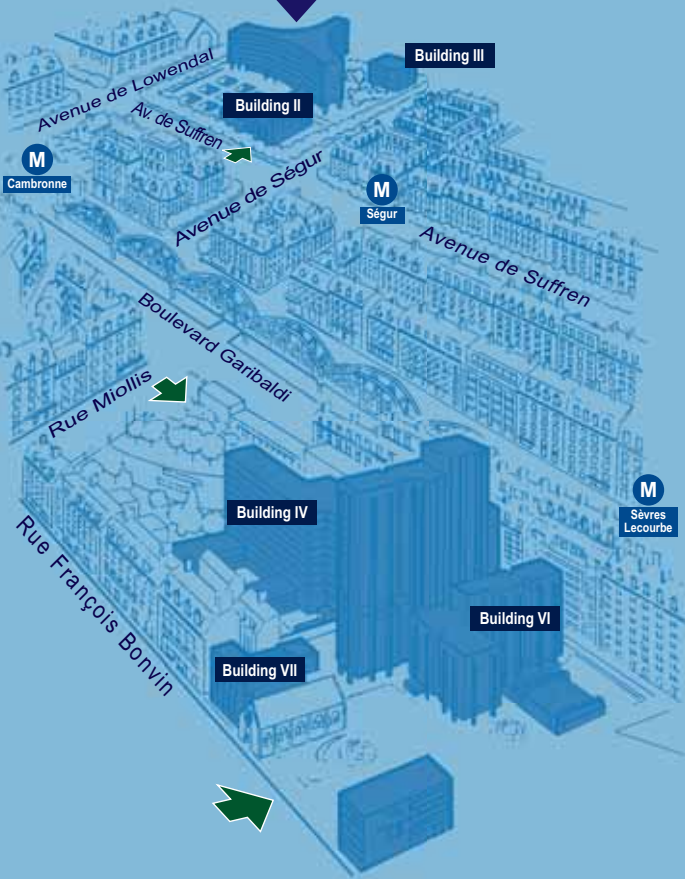 Building III
Avenue de Lowendal
Building II
Av. de Suffren
M
Cambronne
Avenue de Ségur
M
Ségur
Avenue de Suffren
Boulevard Garibaldi
Rue Miollis
M
Sèvres
Lecourbe
Building IV
Rue François Bonvin
Building VI
Building VII